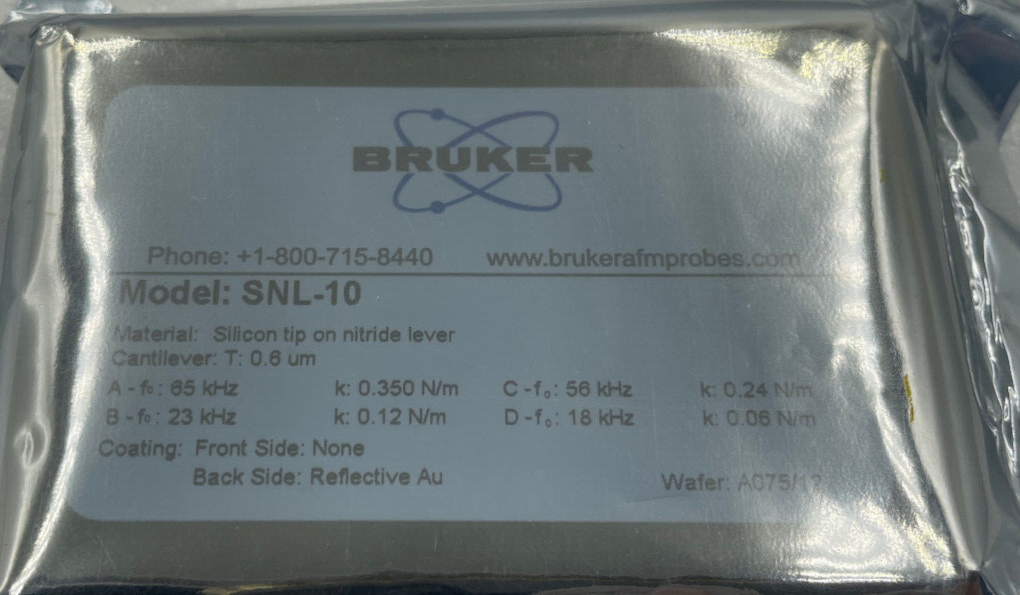 BRUKER
Phone: +1-800-715-8440 www.brukerafmprobes.com
Model: SNL-10
Material: Silicon tip on nitride lever
Cantilever: T: 0.6 um
A - f₀: 65 kHz k: 0.350 N/m C - f₀: 56 kHz k: 0.24 N/m
B - f₀: 23 kHz k: 0.12 N/m D - f₀: 18 kHz k: 0.06 N/m
Coating: Front Side: None
Back Side: Reflective Au Wafer: